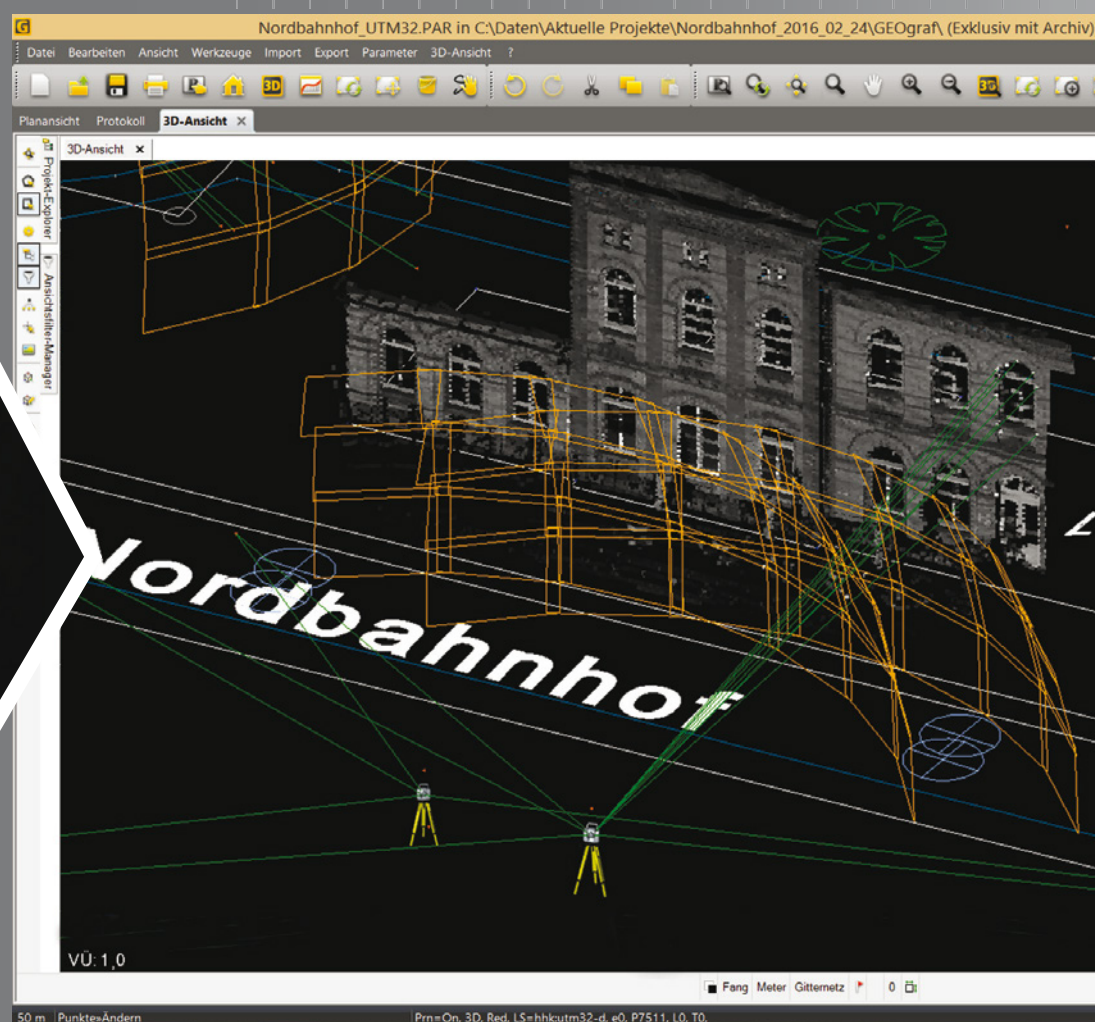 Nordbahnhof_UTM32.PAR in C:\Daten\Aktuelle Projekte\Nordbahnhof_2016_02_24\GEOgraf\ (Exklusiv mit Archiv)
Datei Bearbeiten Ansicht Werkzeuge Import Export Parameter 3D-Ansicht ?
3D
3D
Planansicht Protokoll 3D-Ansicht X
3D-Ansicht x
Projekt-Explorer
Ansichtsfilter-Manager
Nordbahnhof
VÜ: 1,0
Fang Meter Gitternetz 0
50 m Punkte»Ändern Prn=On, 3D, Red, LS=hhk:utm32-d, e0, P7511, L0, T0,